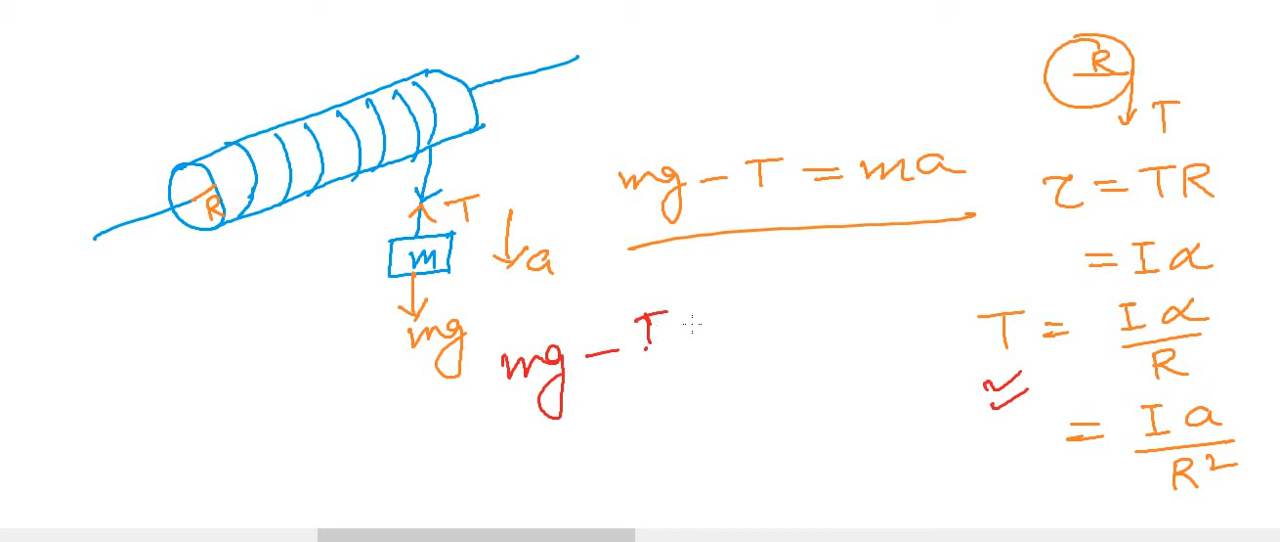 R
T
m
a
mg
mg - T = ma
mg - T
R
T
τ = TR
= Iα
T = Iα/R
= Ia/R²